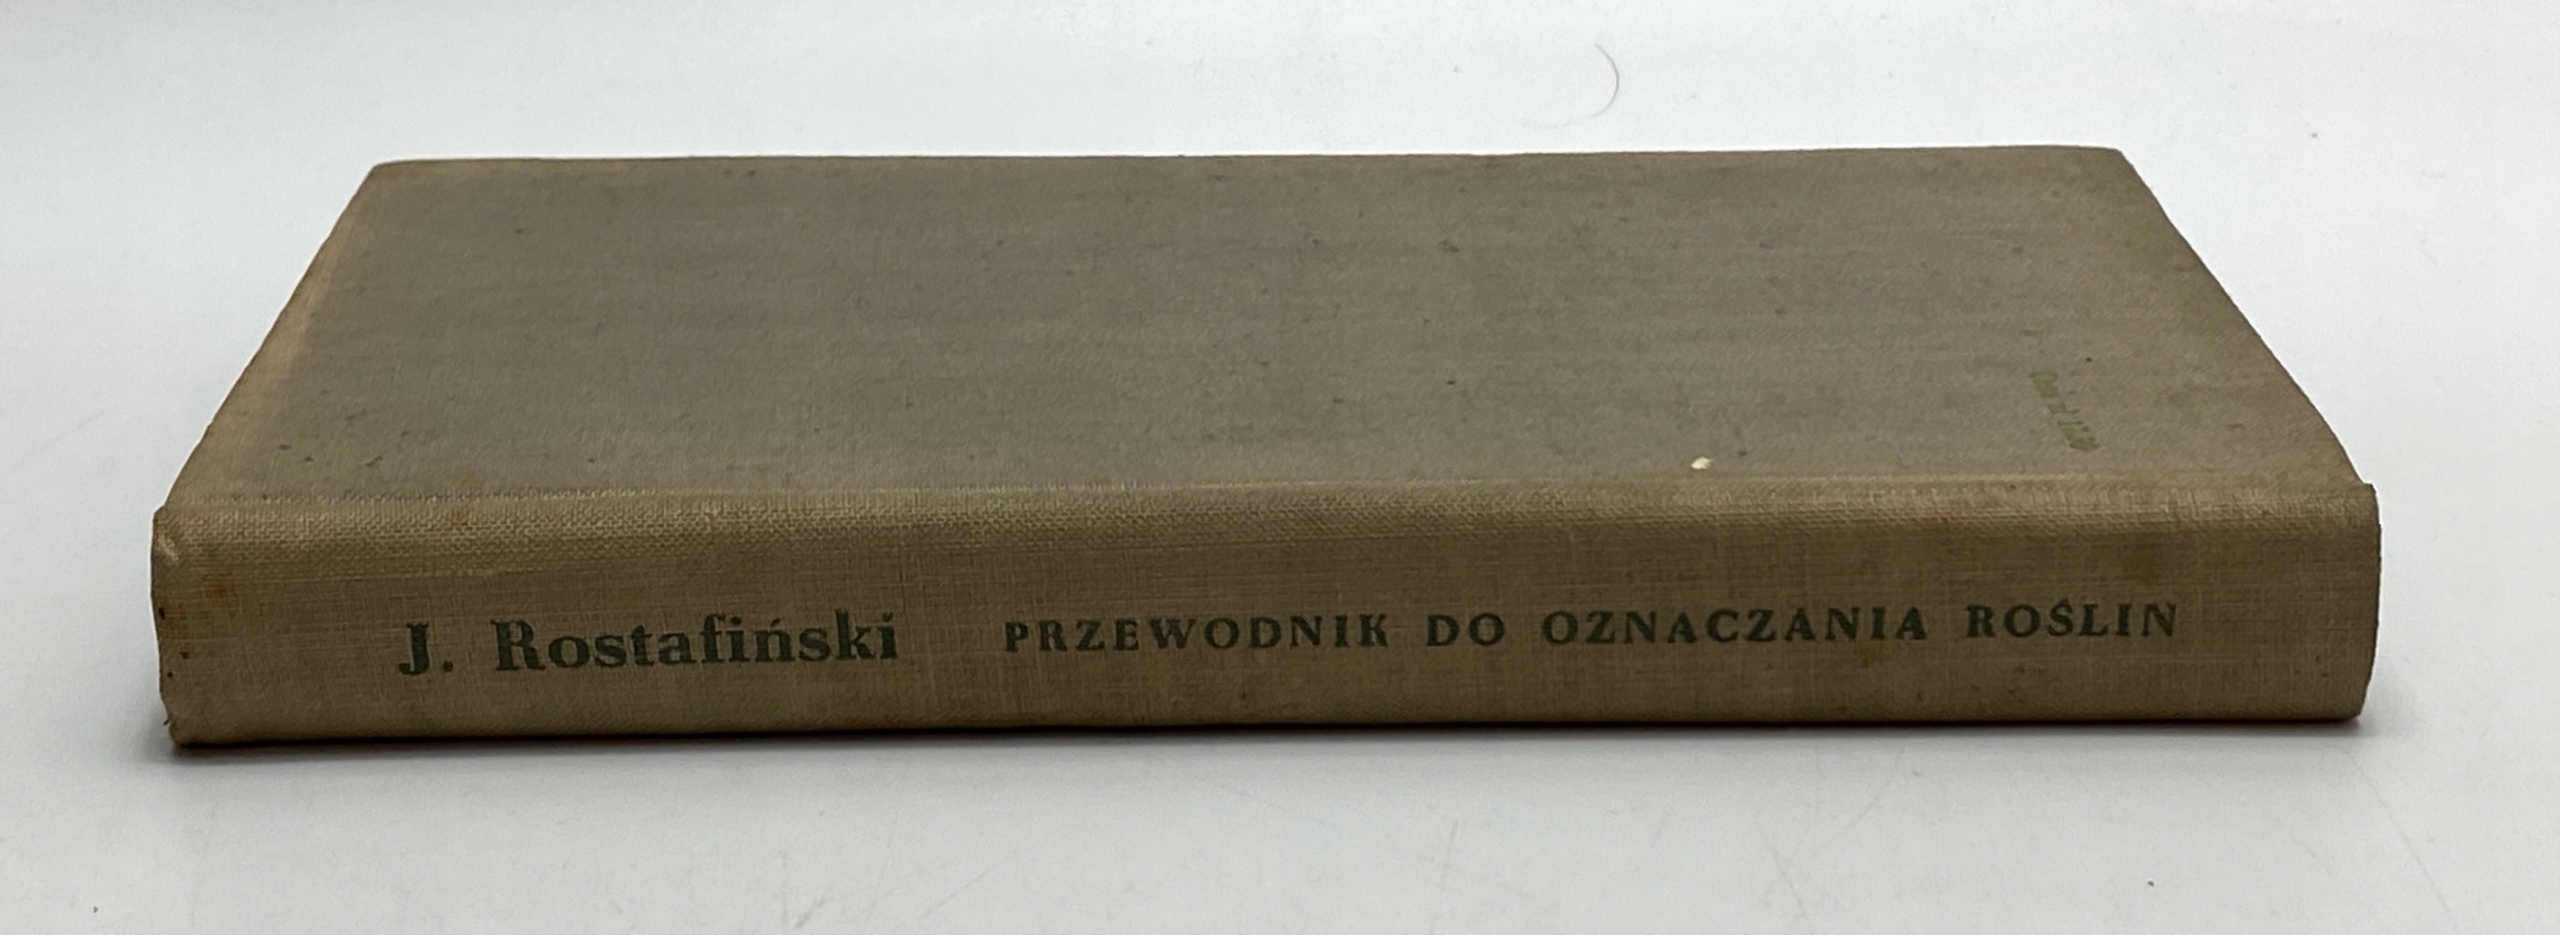 J. Rostafiński PRZEWODNIK DO OZNACZANIA ROŚLIN